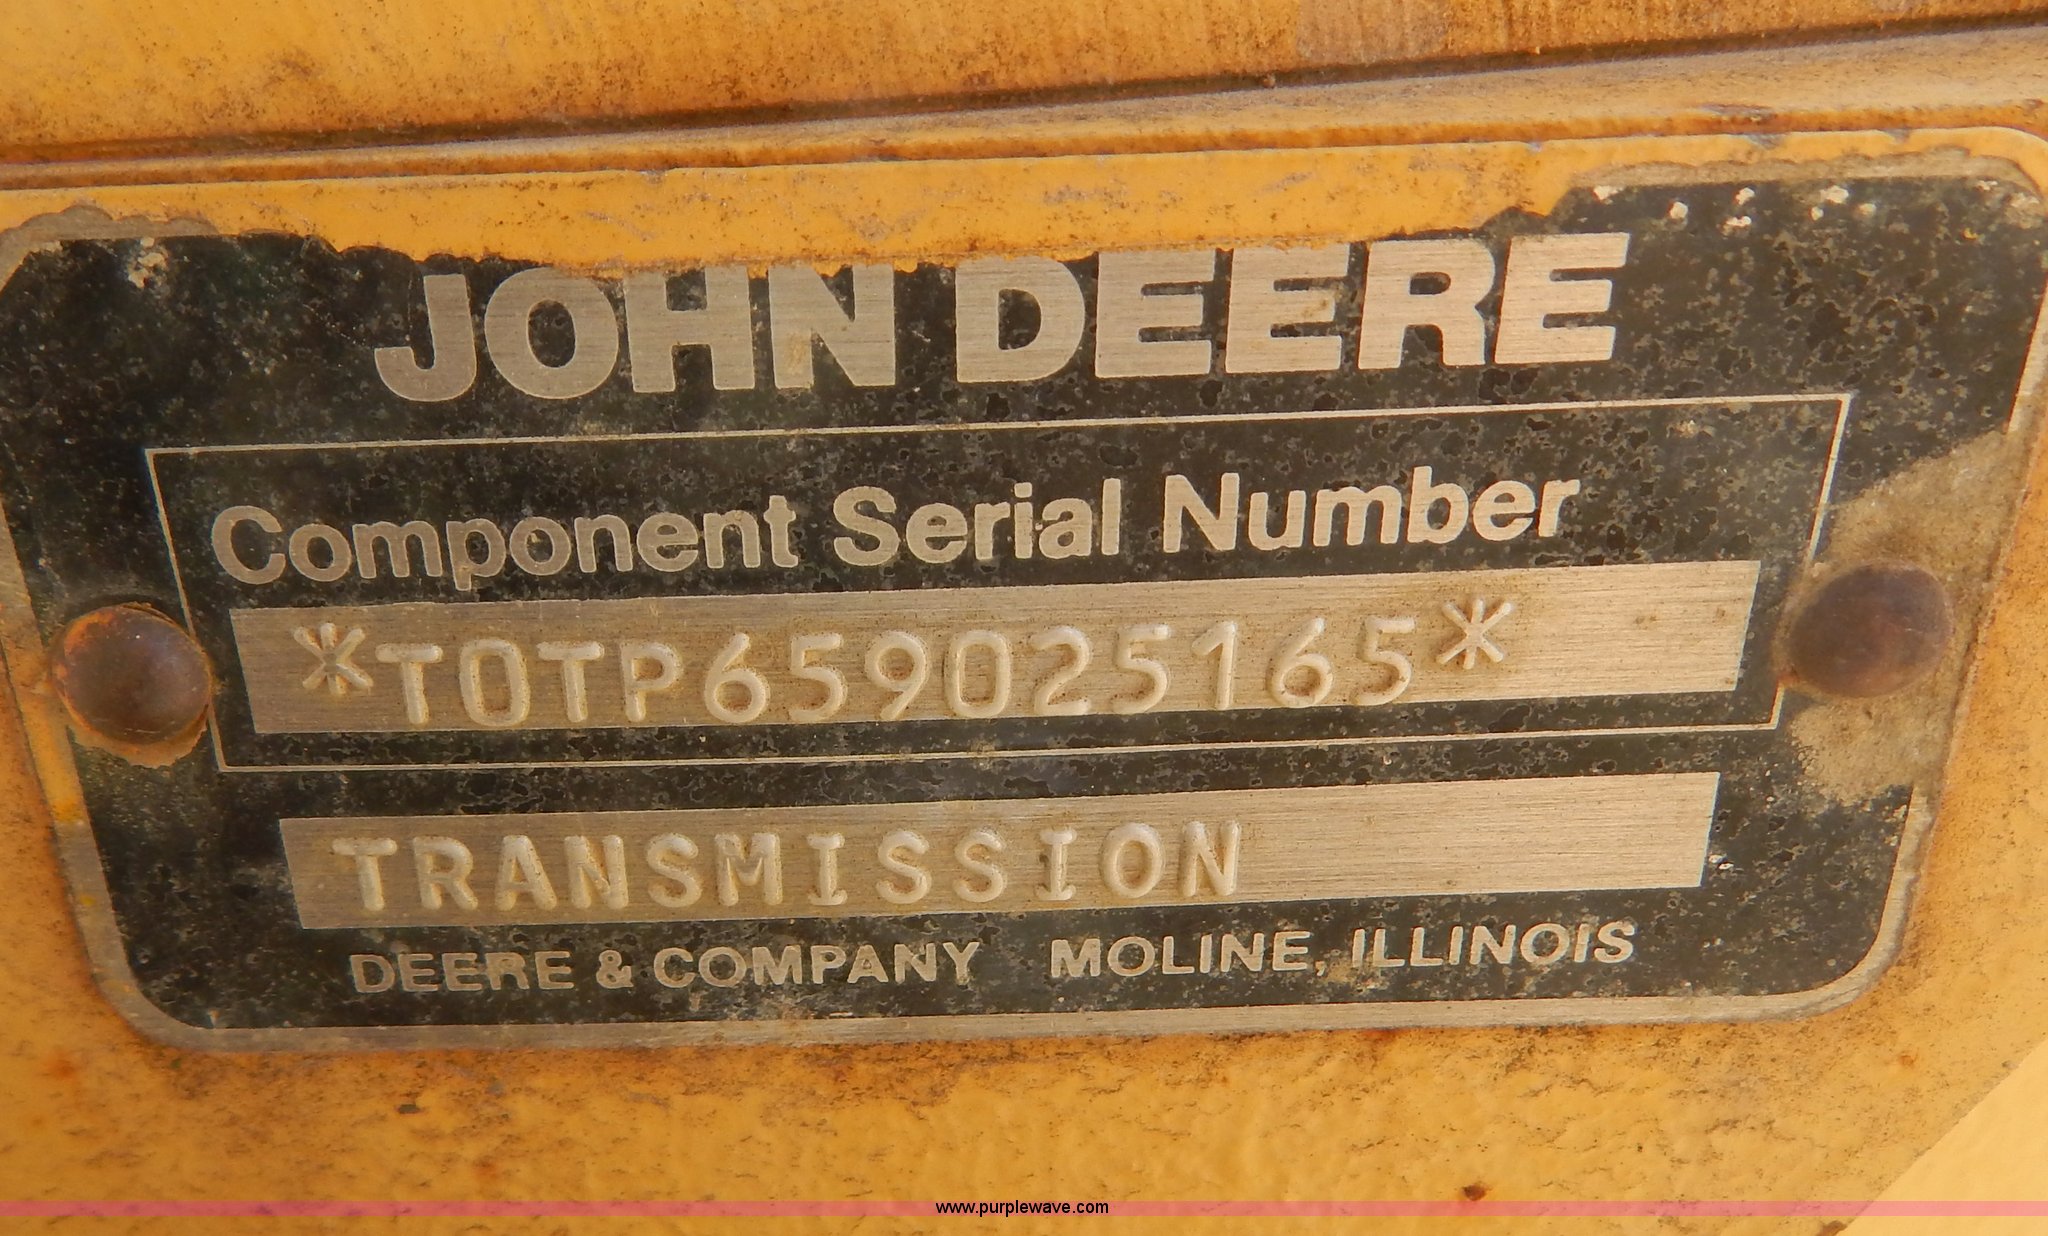 JOHN DEERE
Component Serial Number
*T0TP659025165*
TRANSMISSION
DEERE & COMPANY MOLINE, ILLINOIS
www.purplewave.com